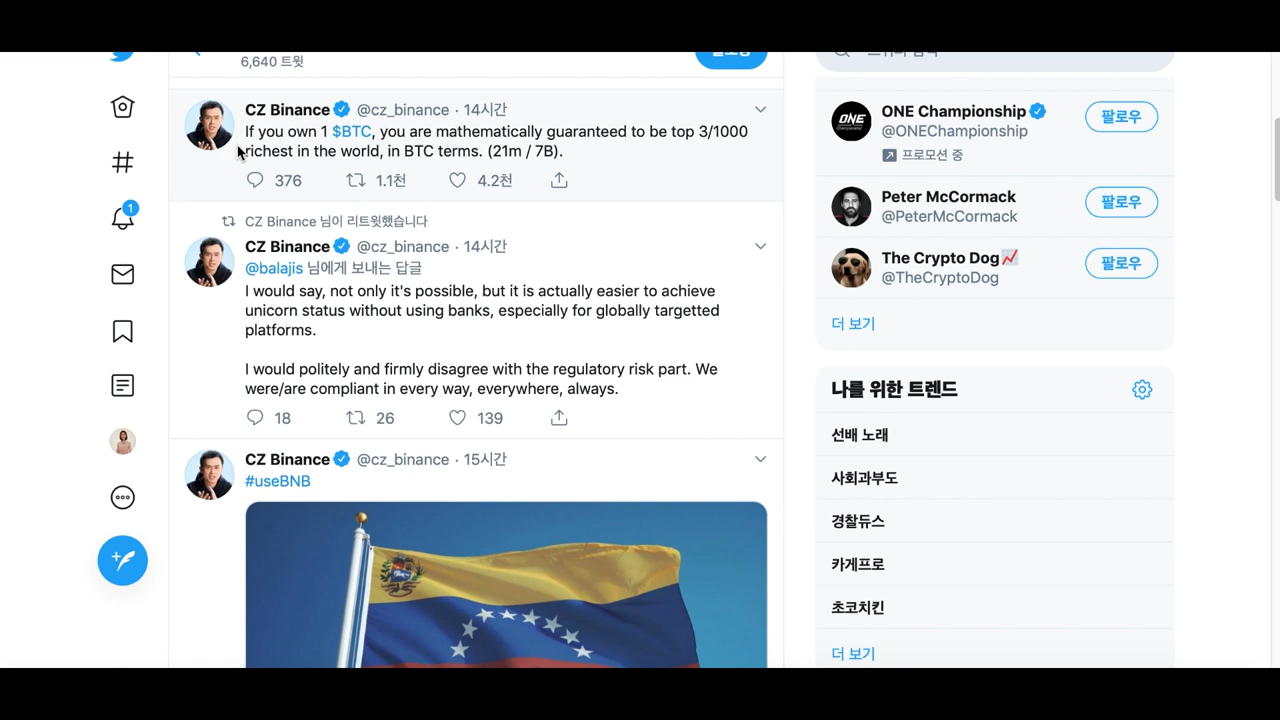 6,640 트윗
CZ Binance @cz_binance · 14시간
If you own 1 $BTC, you are mathematically guaranteed to be top 3/1000
richest in the world, in BTC terms. (21m / 7B).
376 1.1천 4.2천
CZ Binance 님이 리트윗했습니다
CZ Binance @cz_binance · 14시간
@balajis 님에게 보내는 답글
I would say, not only it's possible, but it is actually easier to achieve
unicorn status without using banks, especially for globally targetted
platforms.
I would politely and firmly disagree with the regulatory risk part. We
were/are compliant in every way, everywhere, always.
18 26 139
CZ Binance @cz_binance · 15시간
#useBNB
1
ONE Championship
@ONEChampionship
팔로우
프로모션 중
Peter McCormack
@PeterMcCormack
팔로우
The Crypto Dog
@TheCryptoDog
팔로우
더 보기
나를 위한 트렌드
선배 노래
사회과부도
경찰듀스
카게프로
초코치킨
더 보기